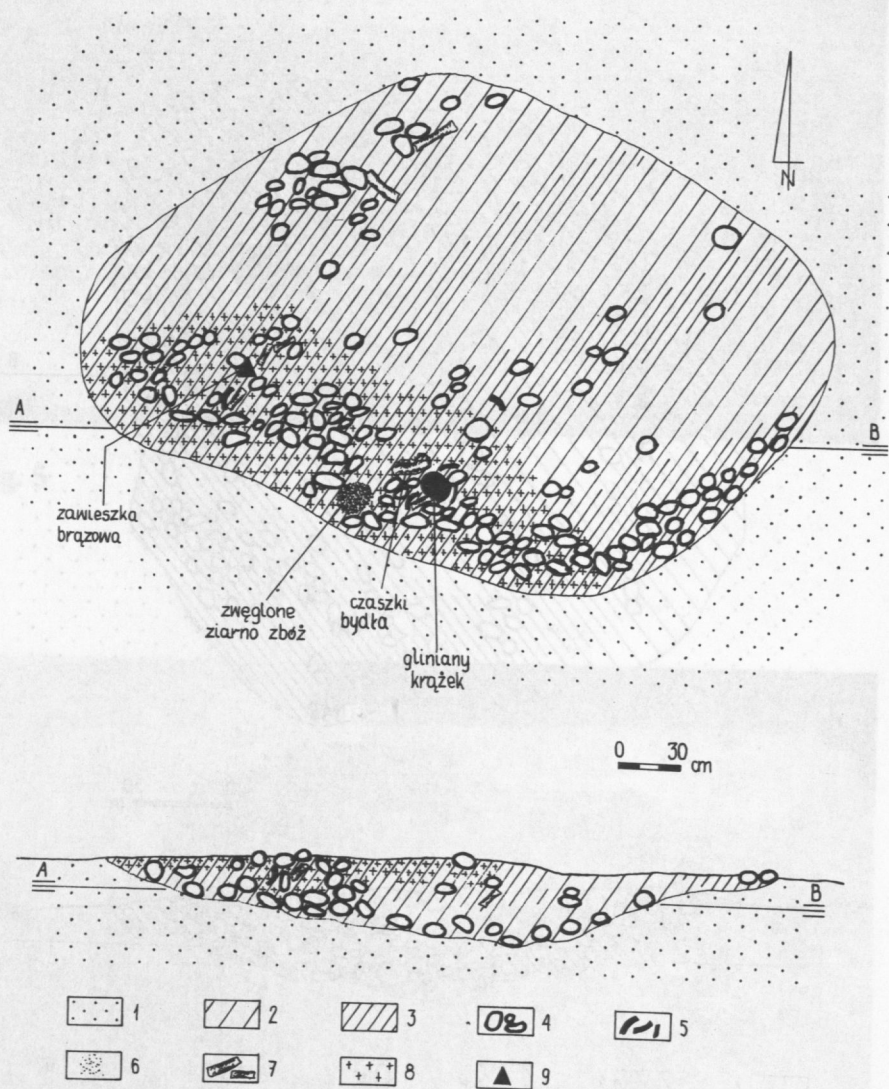 N
A
B
zawieszka
brązowa
zwęglone
ziarno zbóż
czaszki
bydła
gliniany
krążek
0 30
cm
A
B
1
2
3
4
5
6
7
8
9